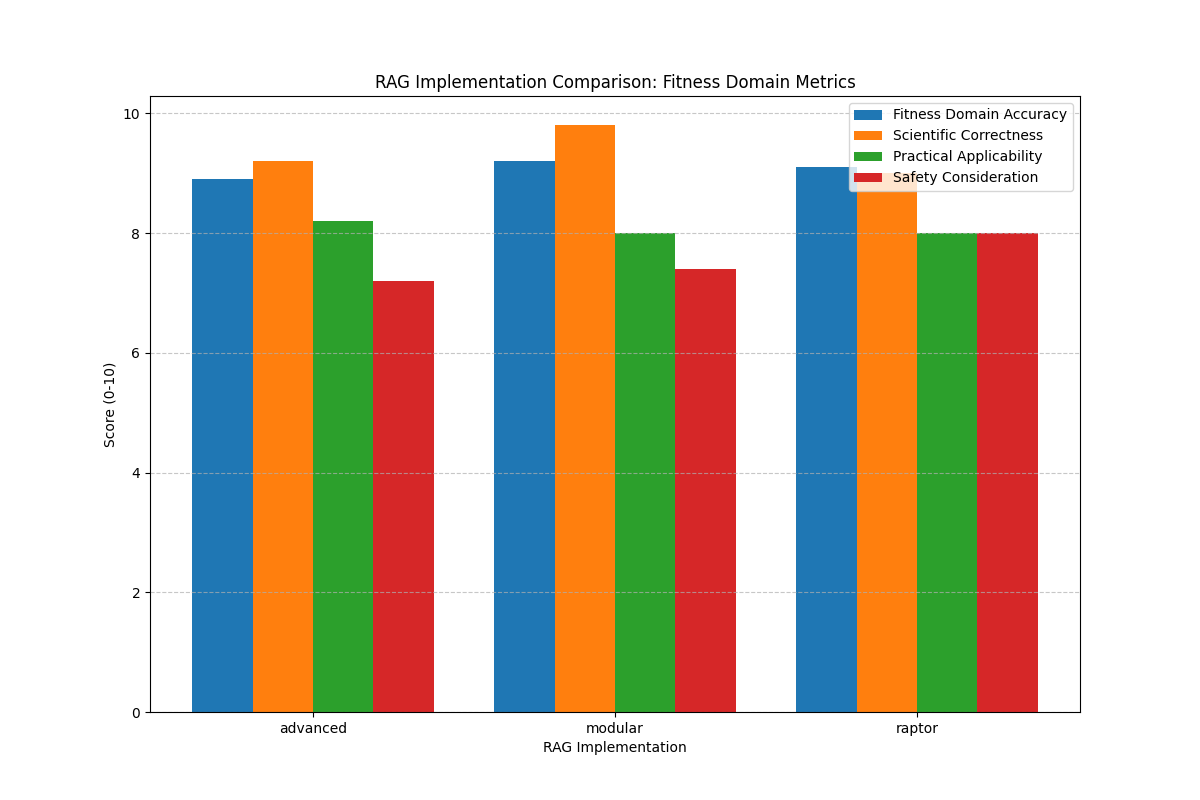 RAG Implementation Comparison: Fitness Domain Metrics
10
8
6
4
2
0
Score (0-10)
Fitness Domain Accuracy
Scientific Correctness
Practical Applicability
Safety Consideration
advanced
modular
raptor
RAG Implementation